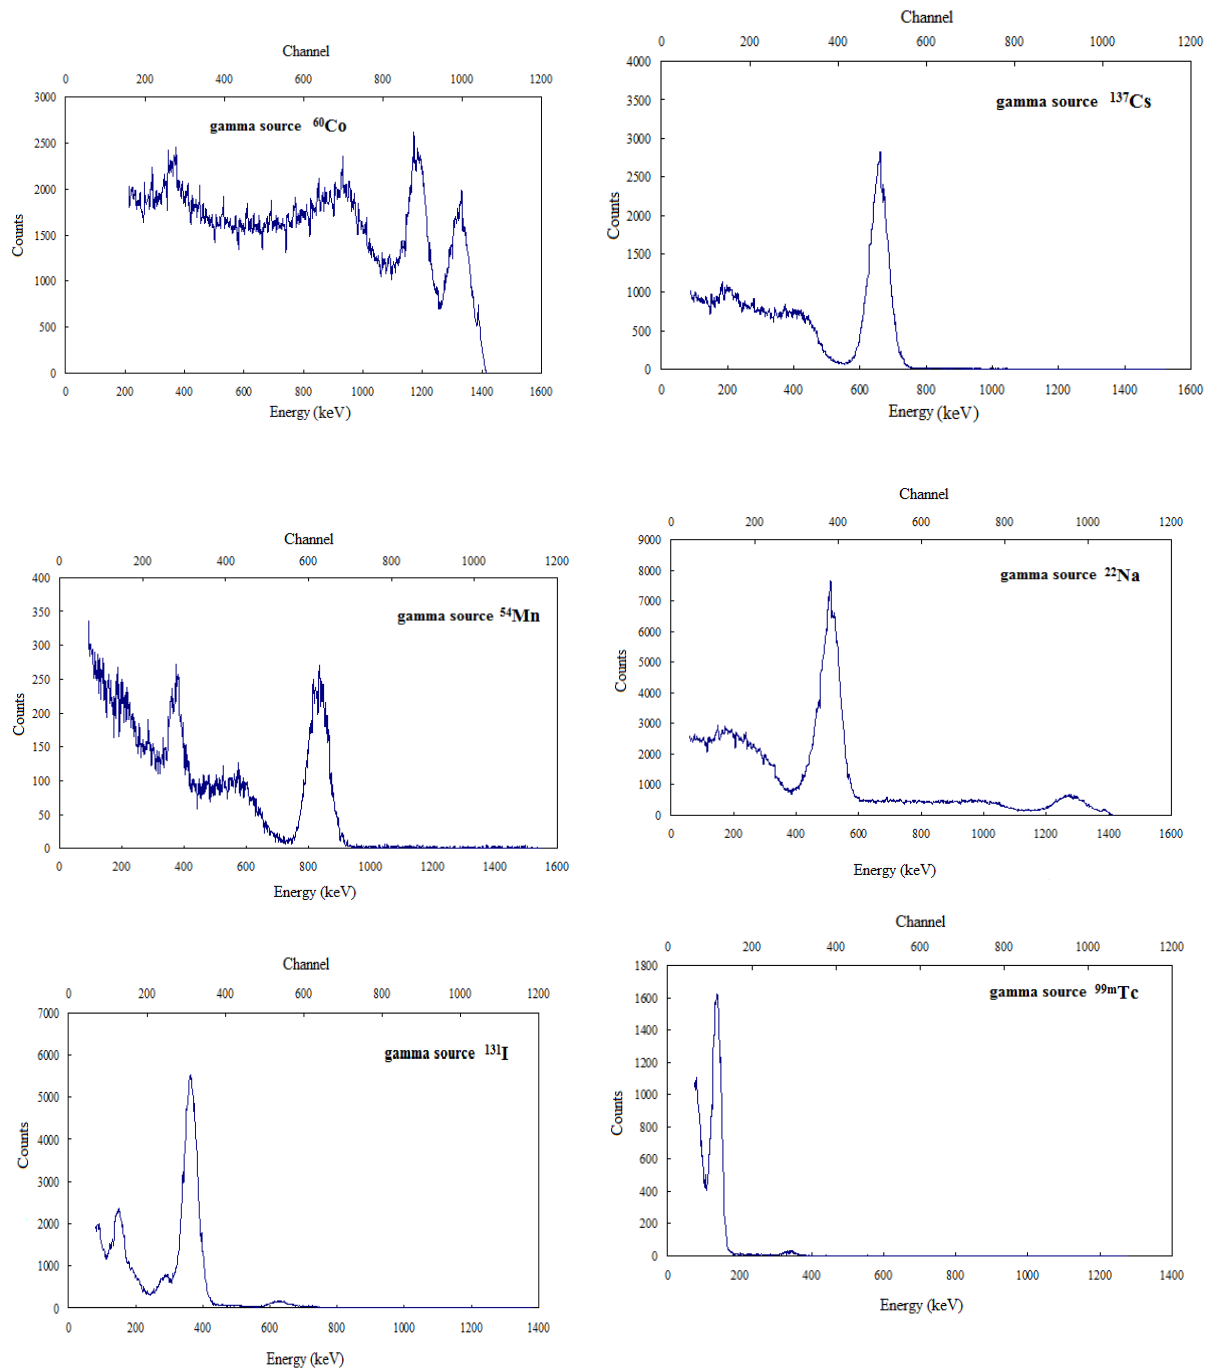 Channel
0 200 400 600 800 1000 1200
3000
2500
2000
1500
1000
500
0
Counts
gamma source 60Co
0 200 400 600 800 1000 1200 1400 1600
Energy (keV)
Channel
0 200 400 600 800 1000 1200
4000
3500
3000
2500
2000
1500
1000
500
0
Counts
gamma source 137Cs
0 200 400 600 800 1000 1200 1400 1600
Energy (keV)
Channel
0 200 400 600 800 1000 1200
400
350
300
250
200
150
100
50
0
Counts
gamma source 54Mn
0 200 400 600 800 1000 1200 1400 1600
Energy (keV)
Channel
0 200 400 600 800 1000 1200
9000
8000
7000
6000
5000
4000
3000
2000
1000
0
Counts
gamma source 22Na
0 200 400 600 800 1000 1200 1400 1600
Energy (keV)
Channel
0 200 400 600 800 1000 1200
7000
6000
5000
4000
3000
2000
1000
0
Counts
gamma source 131I
0 200 400 600 800 1000 1200 1400
Energy (keV)
Channel
0 200 400 600 800 1000 1200
1800
1600
1400
1200
1000
800
600
400
200
0
Counts
gamma source 99mTc
0 200 400 600 800 1000 1200 1400
Energy (keV)